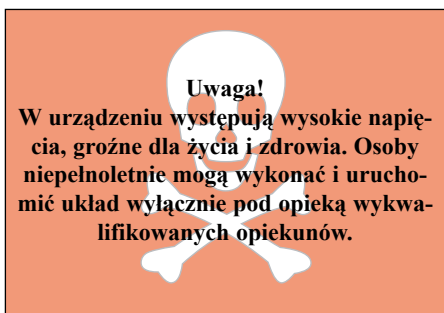 Uwaga!
W urządzeniu występują wysokie napię-
cia, groźne dla życia i zdrowia. Osoby
niepełnoletnie mogą wykonać i urucho-
mić układ wyłącznie pod opieką wykwa-
lifikowanych opiekunów.